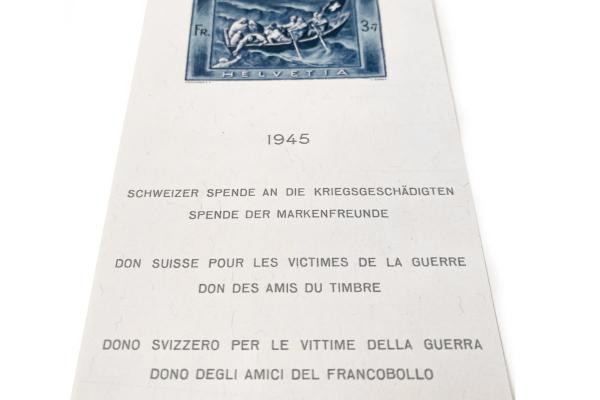 FR. 3+7
HELVETIA
1945
SCHWEIZER SPENDE AN DIE KRIEGSGESCHÄDIGTEN
SPENDE DER MARKENFREUNDE
DON SUISSE POUR LES VICTIMES DE LA GUERRE
DON DES AMIS DU TIMBRE
DONO SVIZZERO PER LE VITTIME DELLA GUERRA
DONO DEGLI AMICI DEL FRANCOBOLLO